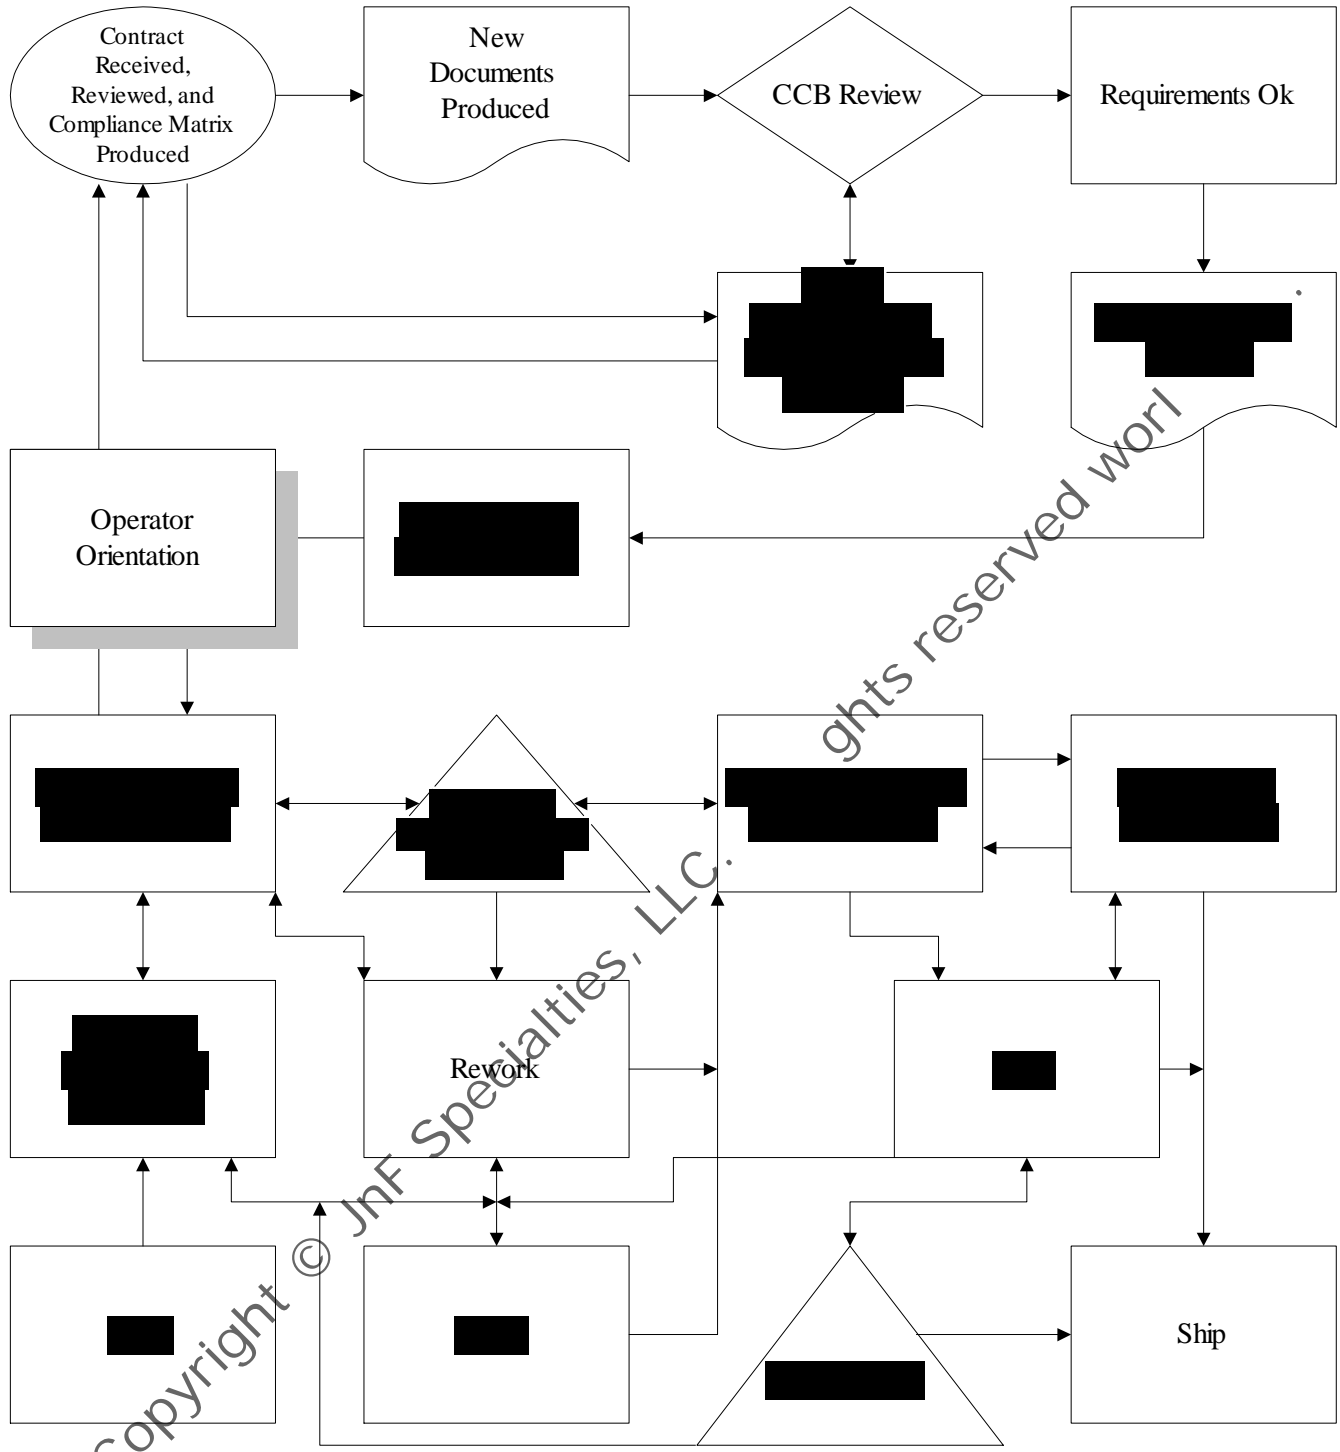 Contract
Received,
Reviewed, and
Compliance Matrix
Produced
New
Documents
Produced
CCB Review
Requirements Ok
Operator
Orientation
Rework
Ship
Copyright © JnF Specialties, LLC.
ghts reserved worl